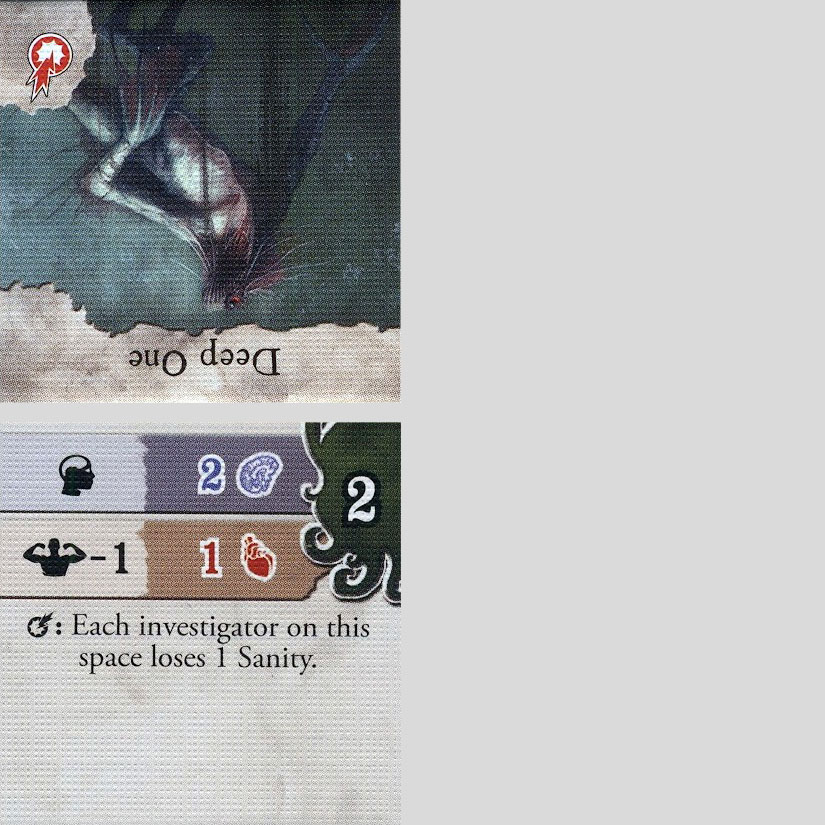 Deep One
2
2
-1 1
: Each investigator on this
space loses 1 Sanity.